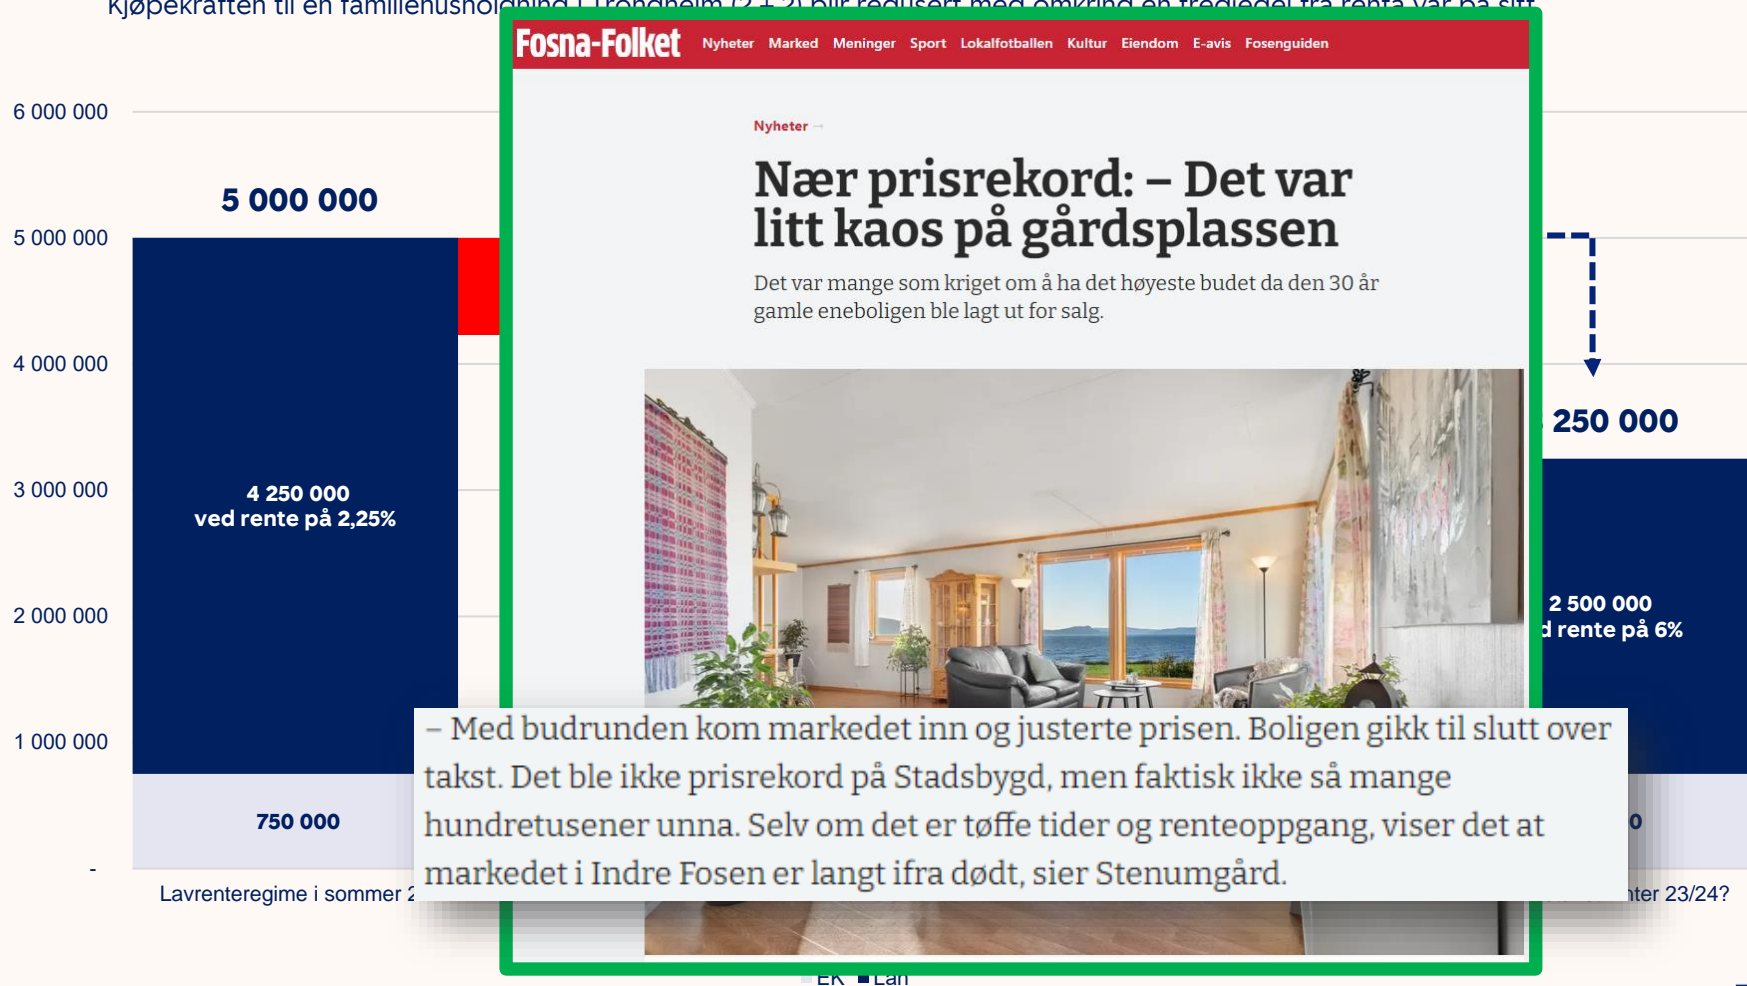 Kjøpekraften til en familiehusholdning i Trondheim (2 + 2) blir redusert med omkring en tredjedel fra renta var på sitt
Fosna-Folket
Nyheter Marked Meninger Sport Lokalfotballen Kultur Eiendom E-avis Fosenguiden
Nyheter →
Nær prisrekord: – Det var
litt kaos på gårdsplassen
Det var mange som kriget om å ha det høyeste budet da den 30 år
gamle eneboligen ble lagt ut for salg.
6 000 000
5 000 000
4 000 000
3 000 000
2 000 000
1 000 000
-
5 000 000
4 250 000
ved rente på 2,25%
750 000
250 000
2 500 000
d rente på 6%
0
– Med budrunden kom markedet inn og justerte prisen. Boligen gikk til slutt over
takst. Det ble ikke prisrekord på Stadsbygd, men faktisk ikke så mange
hundretusener unna. Selv om det er tøffe tider og renteoppgang, viser det at
markedet i Indre Fosen er langt ifra dødt, sier Stenumgård.
Lavrenteregime i sommer 2
nter 23/24?
EK Lån